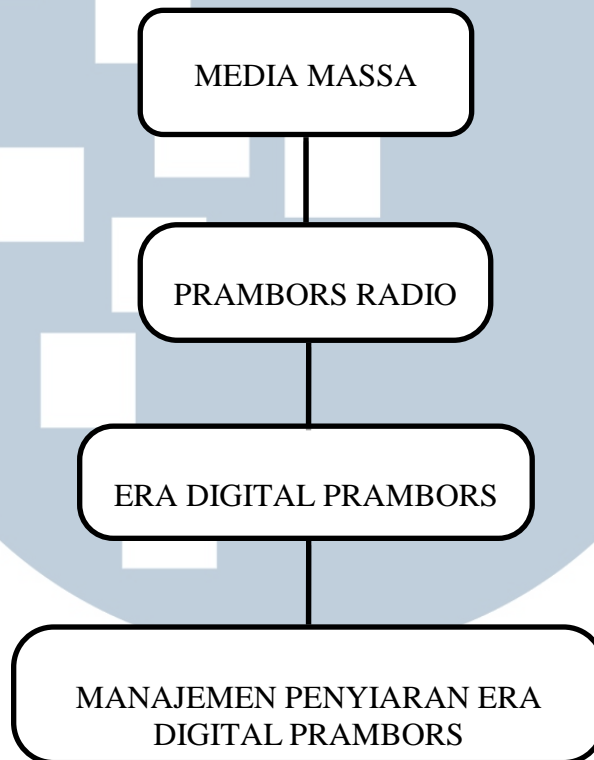 MEDIA MASSA
PRAMBORS RADIO
ERA DIGITAL PRAMBORS
MANAJEMEN PENYIARAN ERA
DIGITAL PRAMBORS